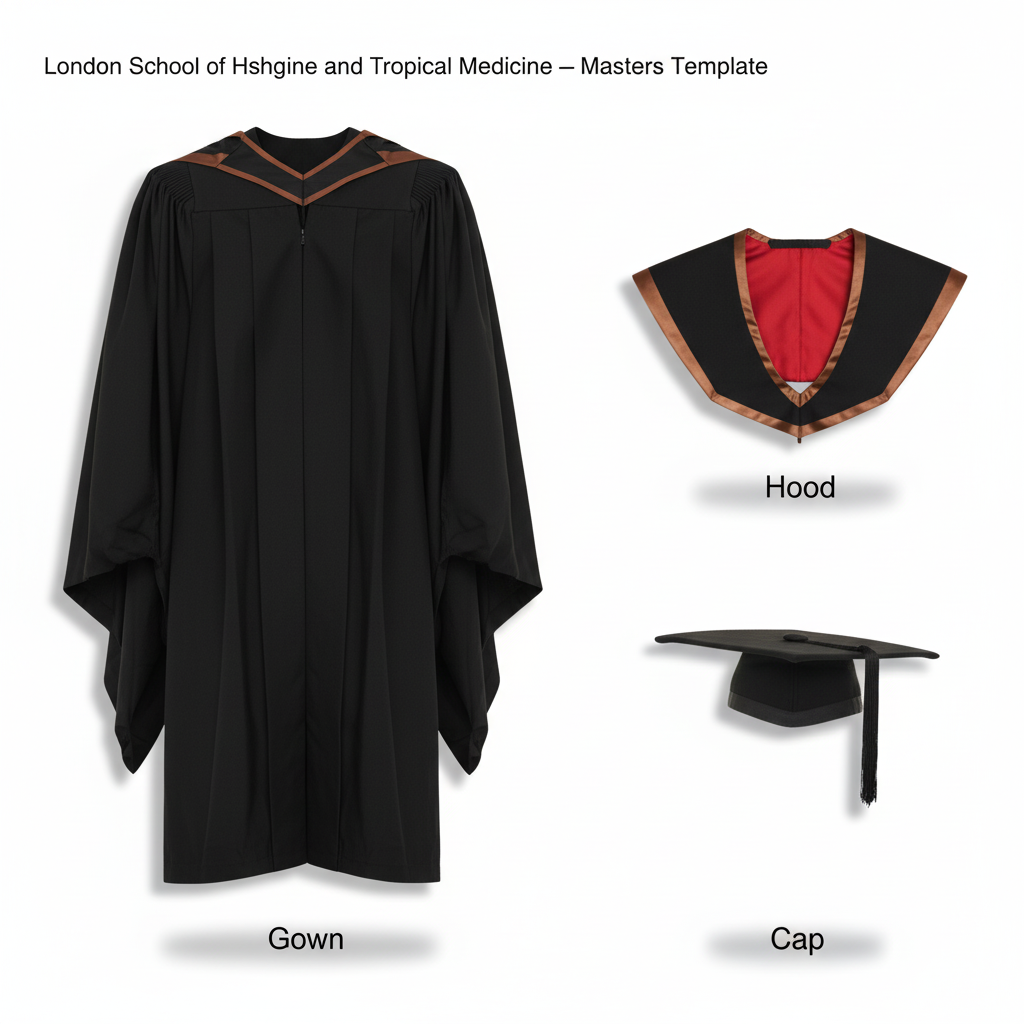 London School of Hshgine and Tropical Medicine – Masters Template
Hood
Gown
Cap